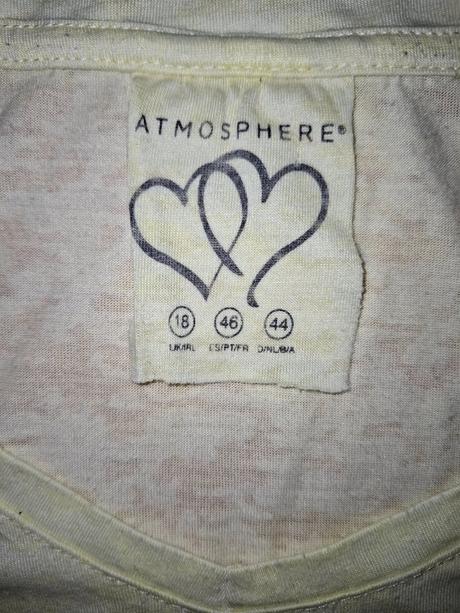 ATMOSPHERE®
18 46 44
UK/IRL ES/PT/FR D/NL/B/A